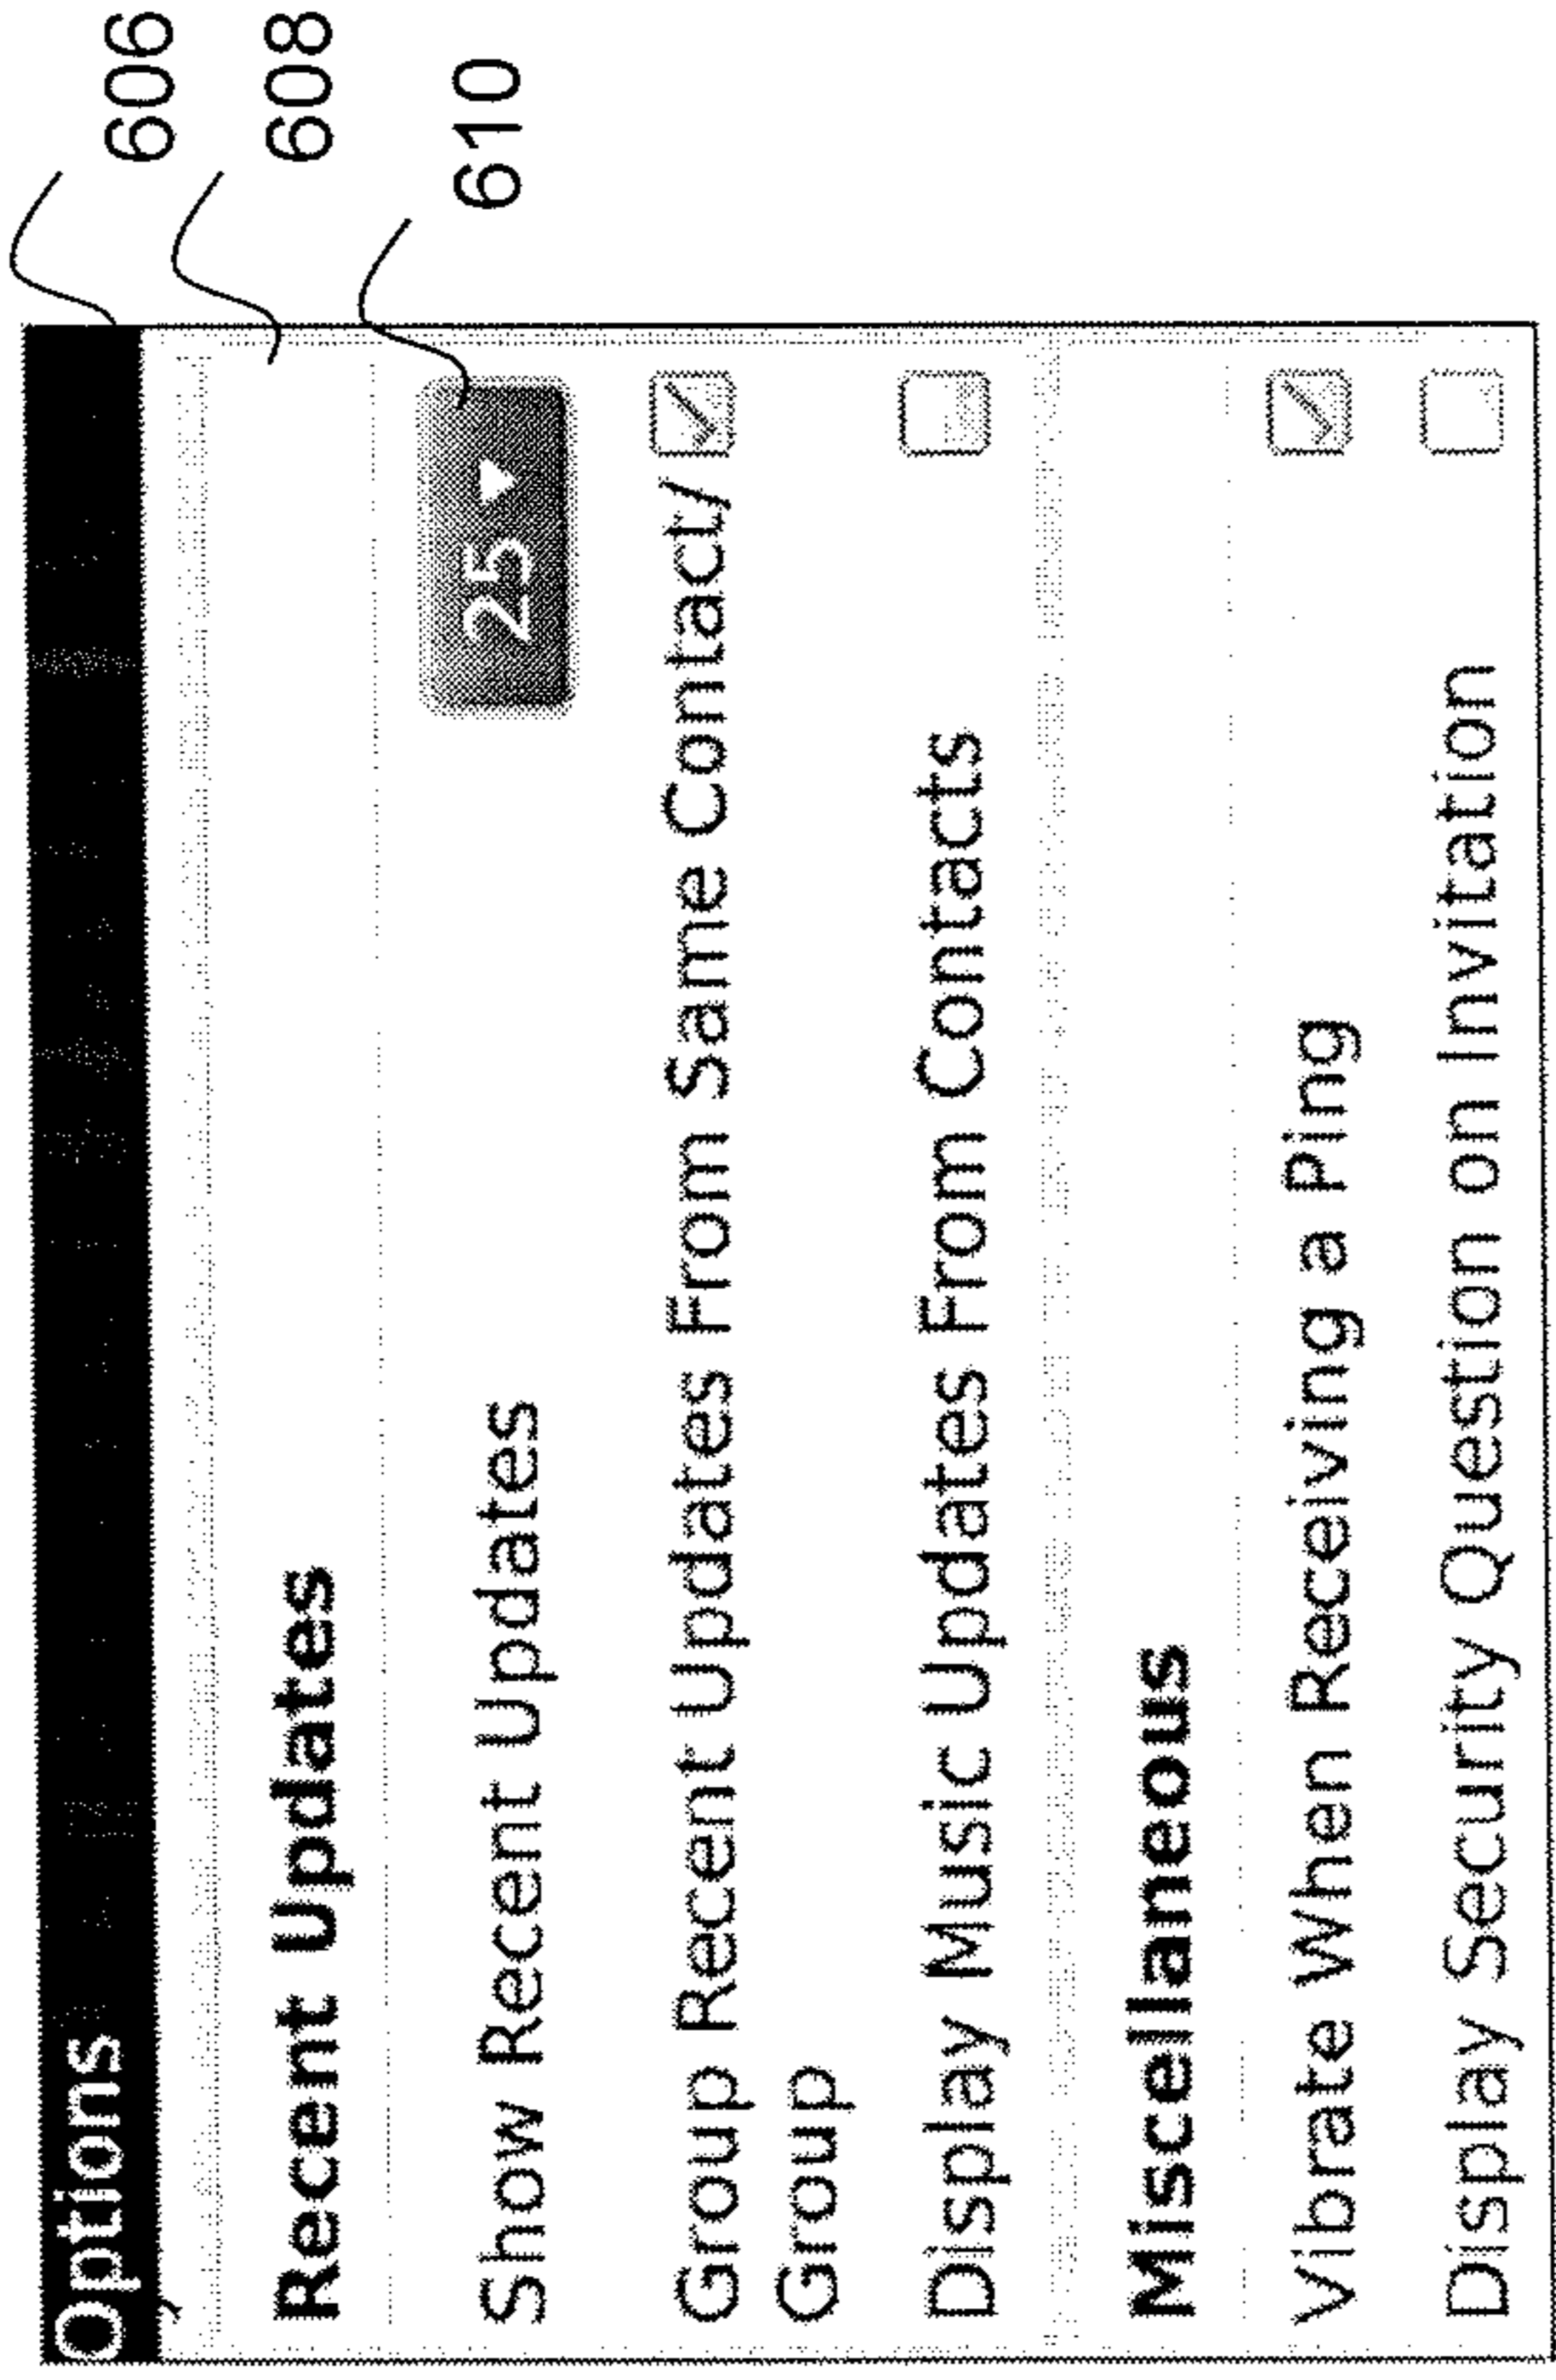 Options
606
Recent Updates
608
Show Recent Updates
25
610
Group Recent Updates From Same Contact/
Group
Display Music Updates From Contacts
Miscellaneous
Vibrate When Receiving a Ping
Display Security Question on Invitation